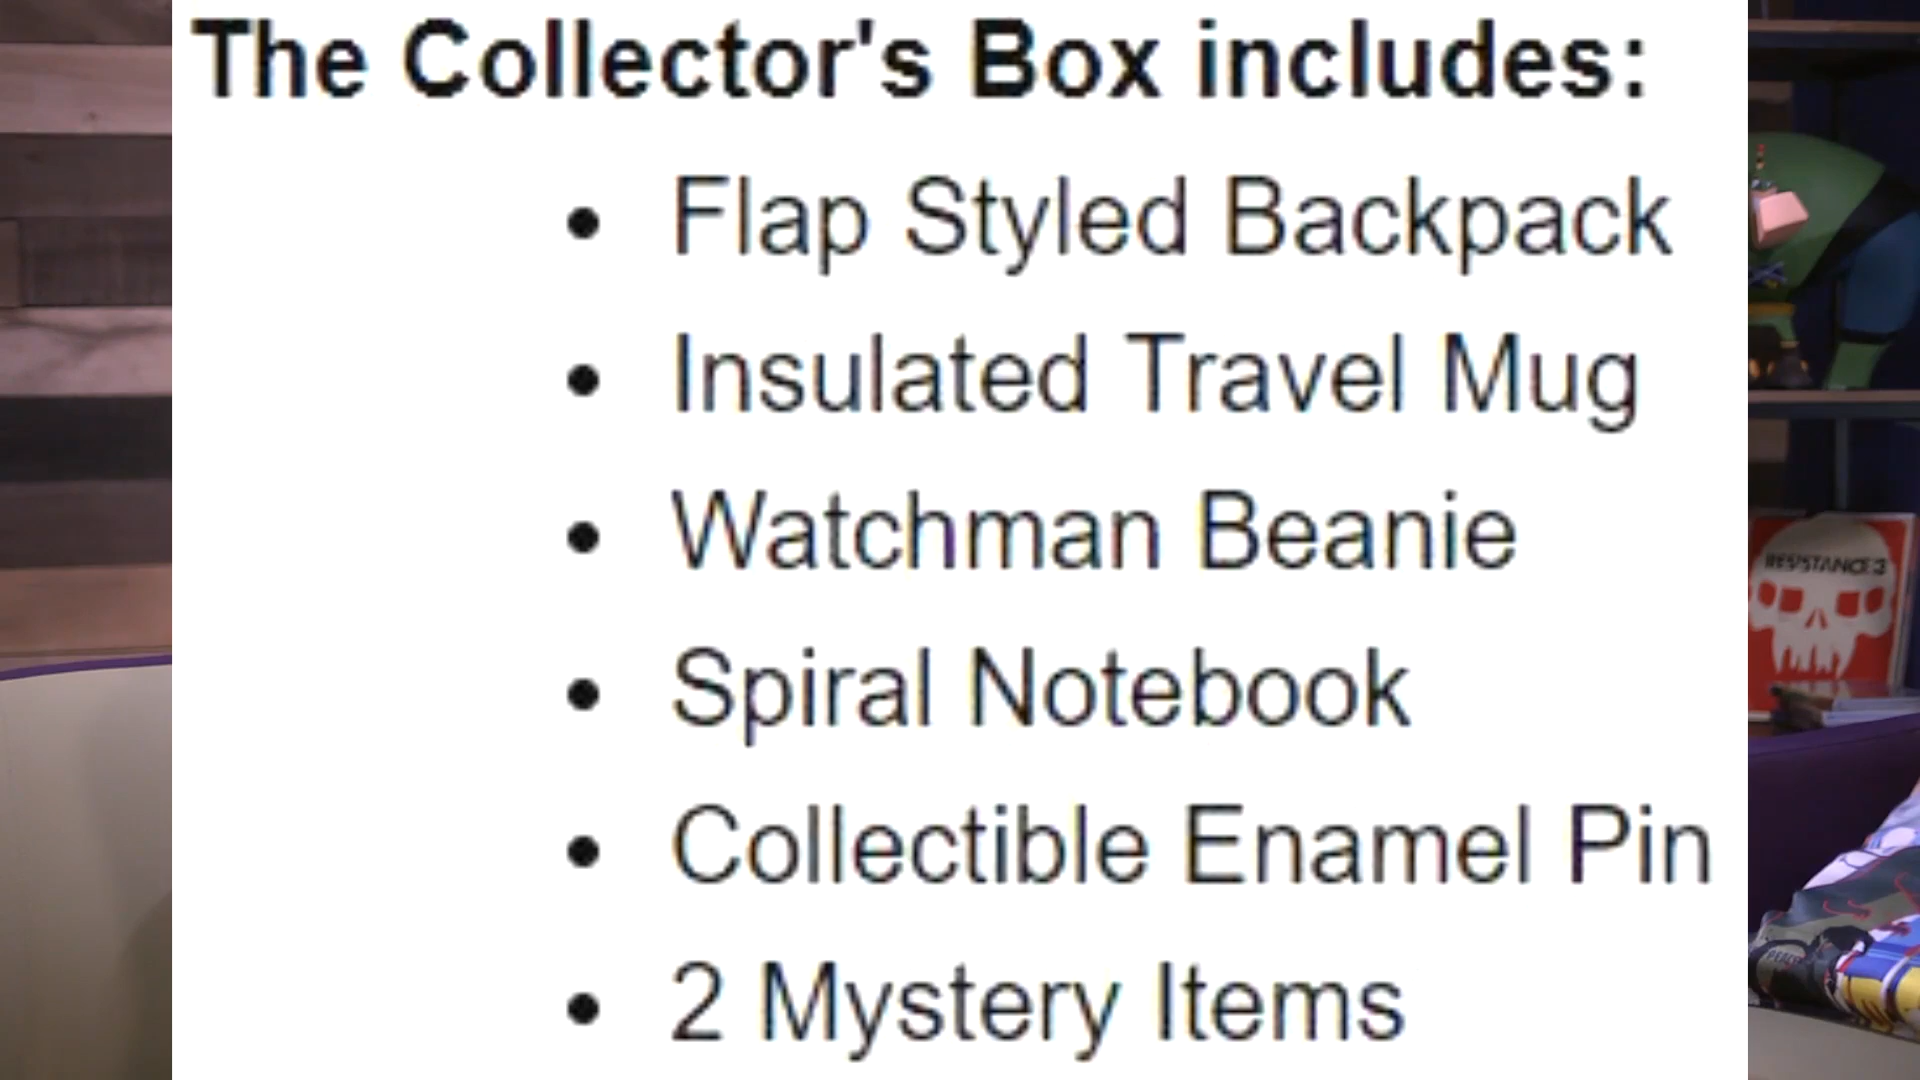 The Collector's Box includes:
• Flap Styled Backpack
• Insulated Travel Mug
• Watchman Beanie
• Spiral Notebook
• Collectible Enamel Pin
• 2 Mystery Items
RESISTANCE 3